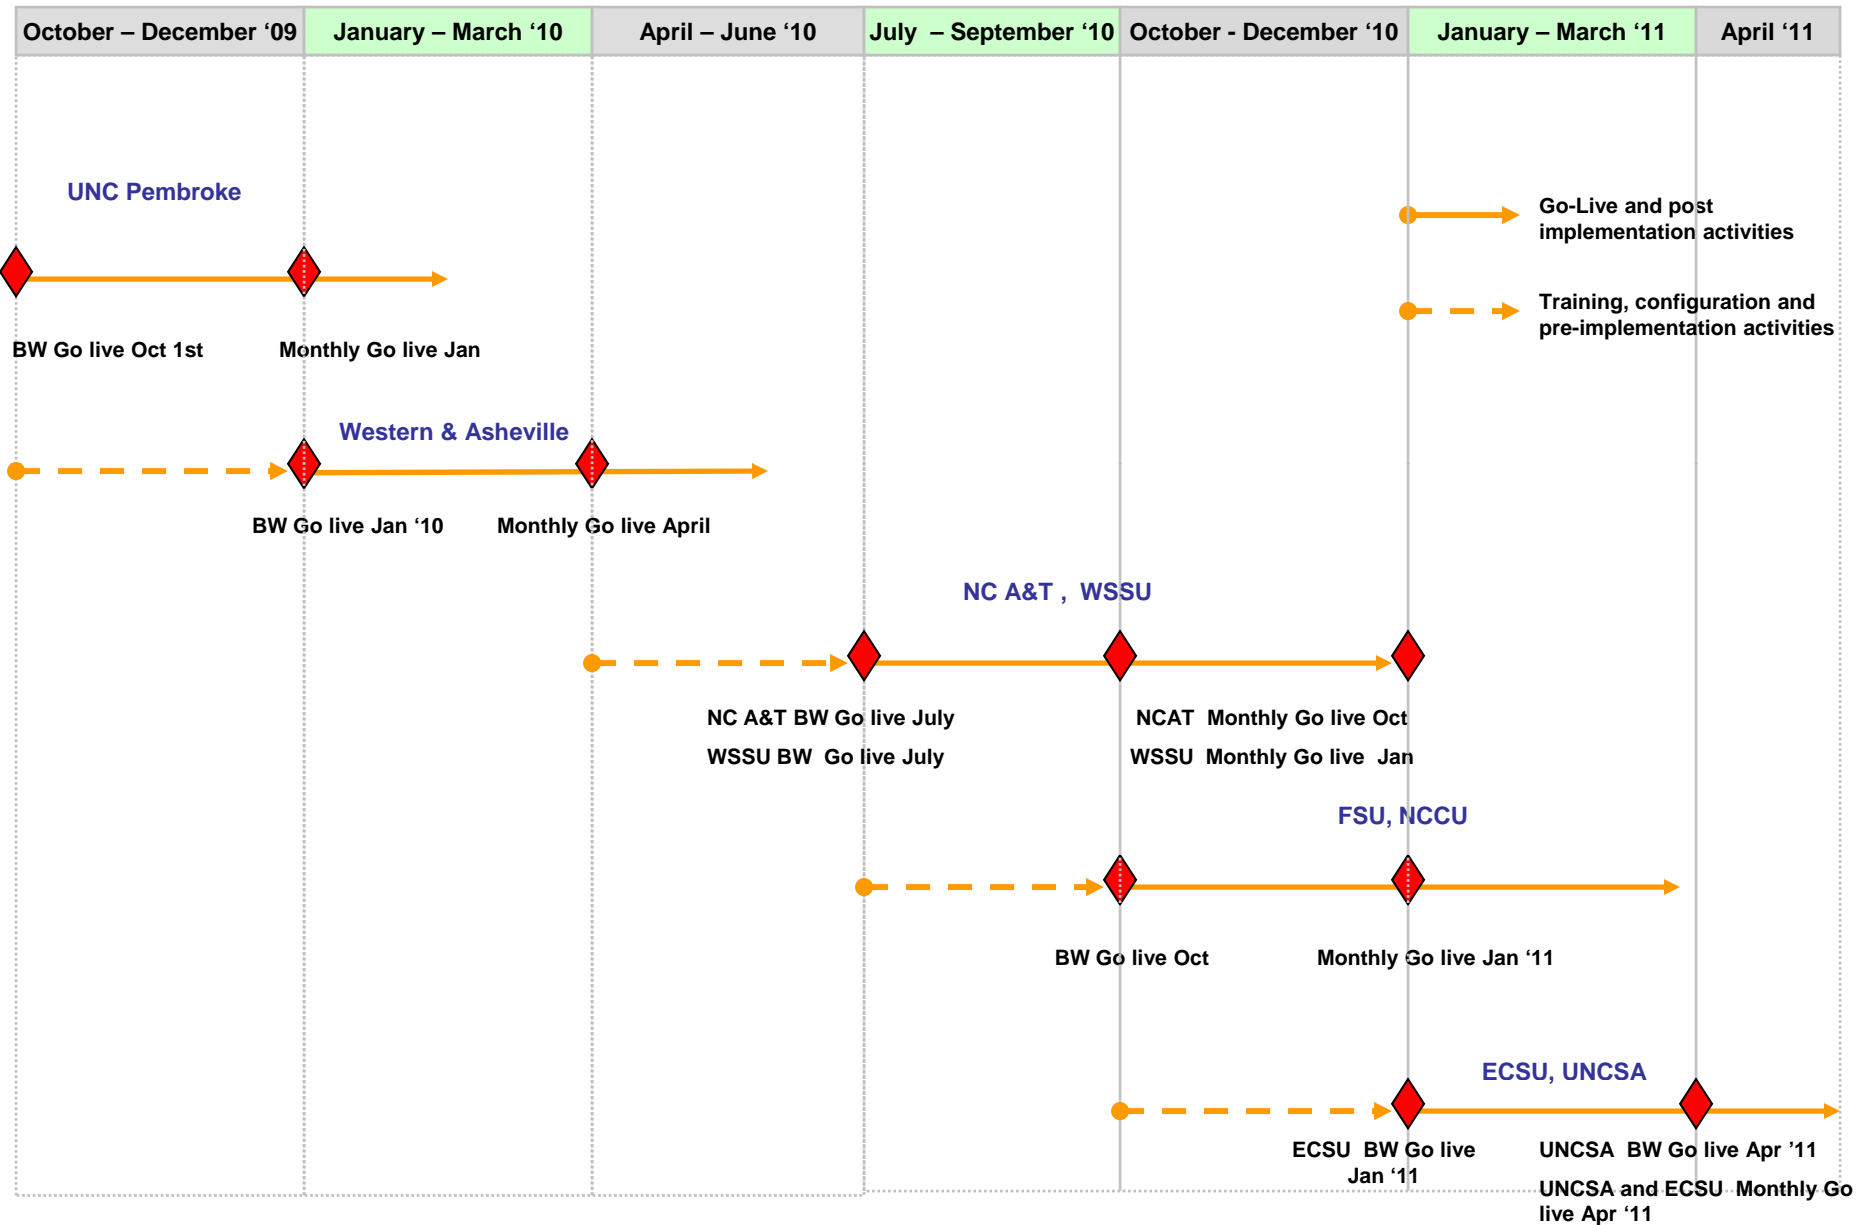 October – December ‘09 January – March ‘10 April – June ‘10 July – September ‘10 October - December ‘10 January – March ‘11 April ‘11
UNC Pembroke
Go-Live and post
implementation activities
Training, configuration and
pre-implementation activities
BW Go live Oct 1st Monthly Go live Jan
Western & Asheville
BW Go live Jan ‘10 Monthly Go live April
NC A&T , WSSU
NC A&T BW Go live July NCAT Monthly Go live Oct
WSSU BW Go live July WSSU Monthly Go live Jan
FSU, NCCU
BW Go live Oct Monthly Go live Jan ‘11
ECSU, UNCSA
ECSU BW Go live
Jan ‘11
UNCSA BW Go live Apr ’11
UNCSA and ECSU Monthly Go
live Apr ’11